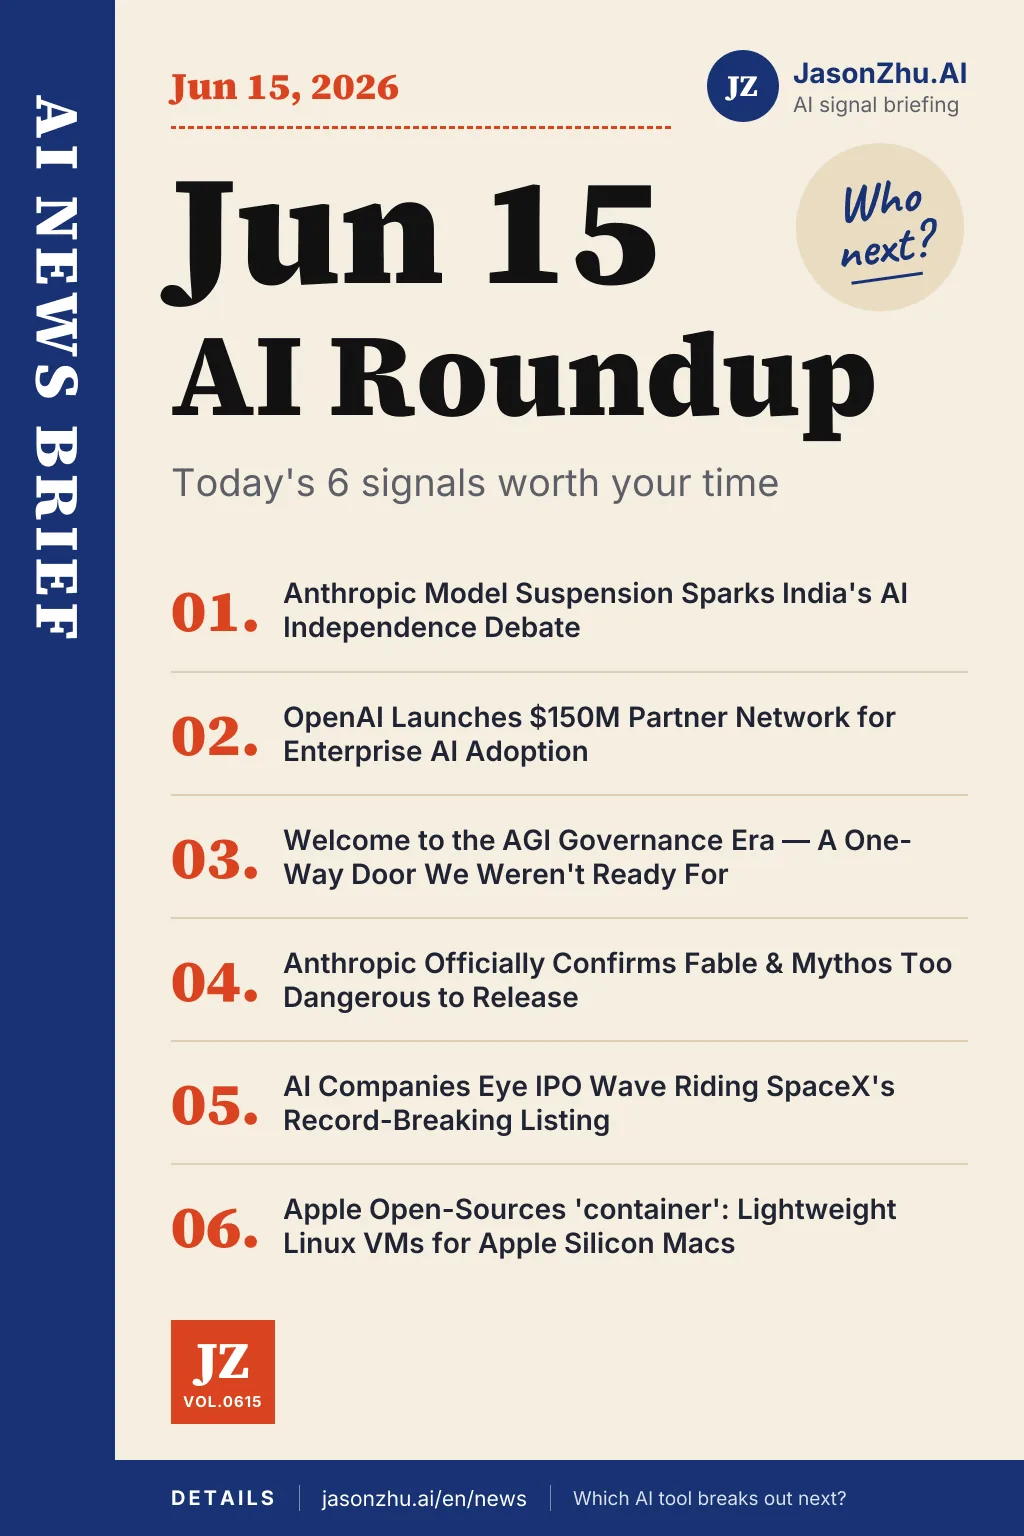 AI NEWS BRIEF
Jun 15, 2026
JZ
JasonZhu.AI
AI signal briefing
Who
next?
Jun 15
AI Roundup
Today's 6 signals worth your time
01.
Anthropic Model Suspension Sparks India's AI
Independence Debate
02.
OpenAI Launches $150M Partner Network for
Enterprise AI Adoption
03.
Welcome to the AGI Governance Era — A One-
Way Door We Weren't Ready For
04.
Anthropic Officially Confirms Fable & Mythos Too
Dangerous to Release
05.
AI Companies Eye IPO Wave Riding SpaceX's
Record-Breaking Listing
06.
Apple Open-Sources 'container': Lightweight
Linux VMs for Apple Silicon Macs
JZ
VOL.0615
DETAILS
jasonzhu.ai/en/news
Which AI tool breaks out next?